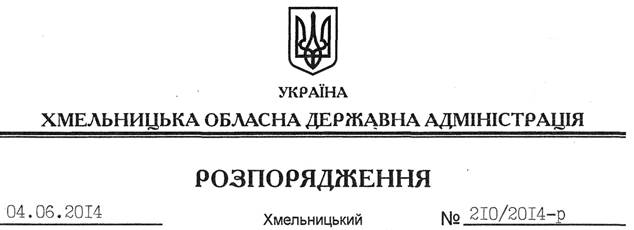 УКРАЇНА
ХМЕЛЬНИЦЬКА ОБЛАСНА ДЕРЖАВНА АДМІНІСТРАЦІЯ
РОЗПОРЯДЖЕННЯ
04.06.2014 Хмельницький № 210/2014-р